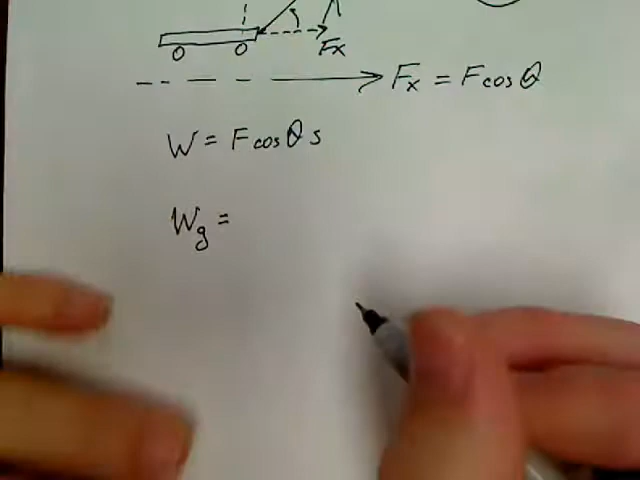 Fx
Fx = F cos θ
W = F cos θ s
Wg =